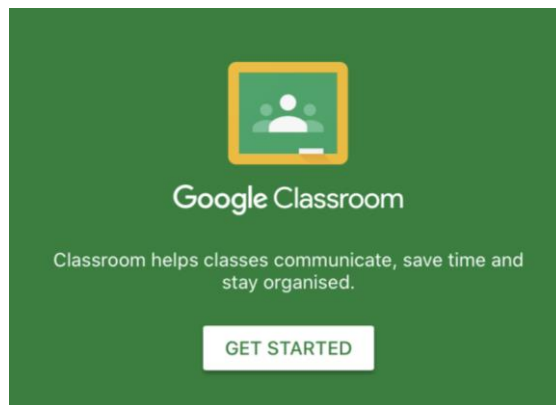 Google Classroom
Classroom helps classes communicate, save time and
stay organised.
GET STARTED